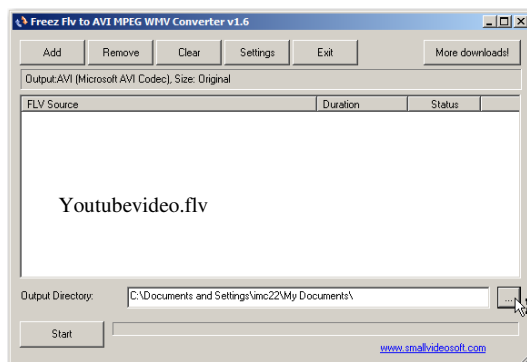 Freez Flv to AVI MPEG WMV Converter v1.6
Add Remove Clear Settings Exit More downloads!
Output:AVI (Microsoft AVI Codec), Size: Original
FLV Source Duration Status
Youtubevideo.flv
Output Directory: C:\Documents and Settings\imc22\My Documents\ ...
Start
www.smallvideosoft.com